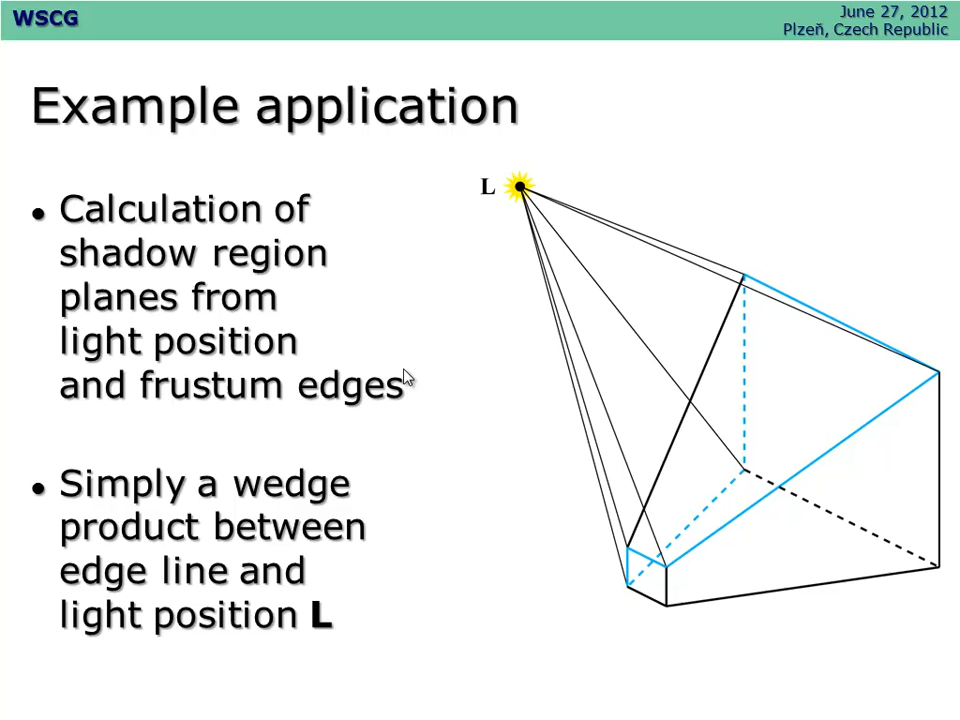 WSCG
June 27, 2012
Plzeň, Czech Republic
Example application
• Calculation of
shadow region
planes from
light position
and frustum edges
• Simply a wedge
product between
edge line and
light position L
L